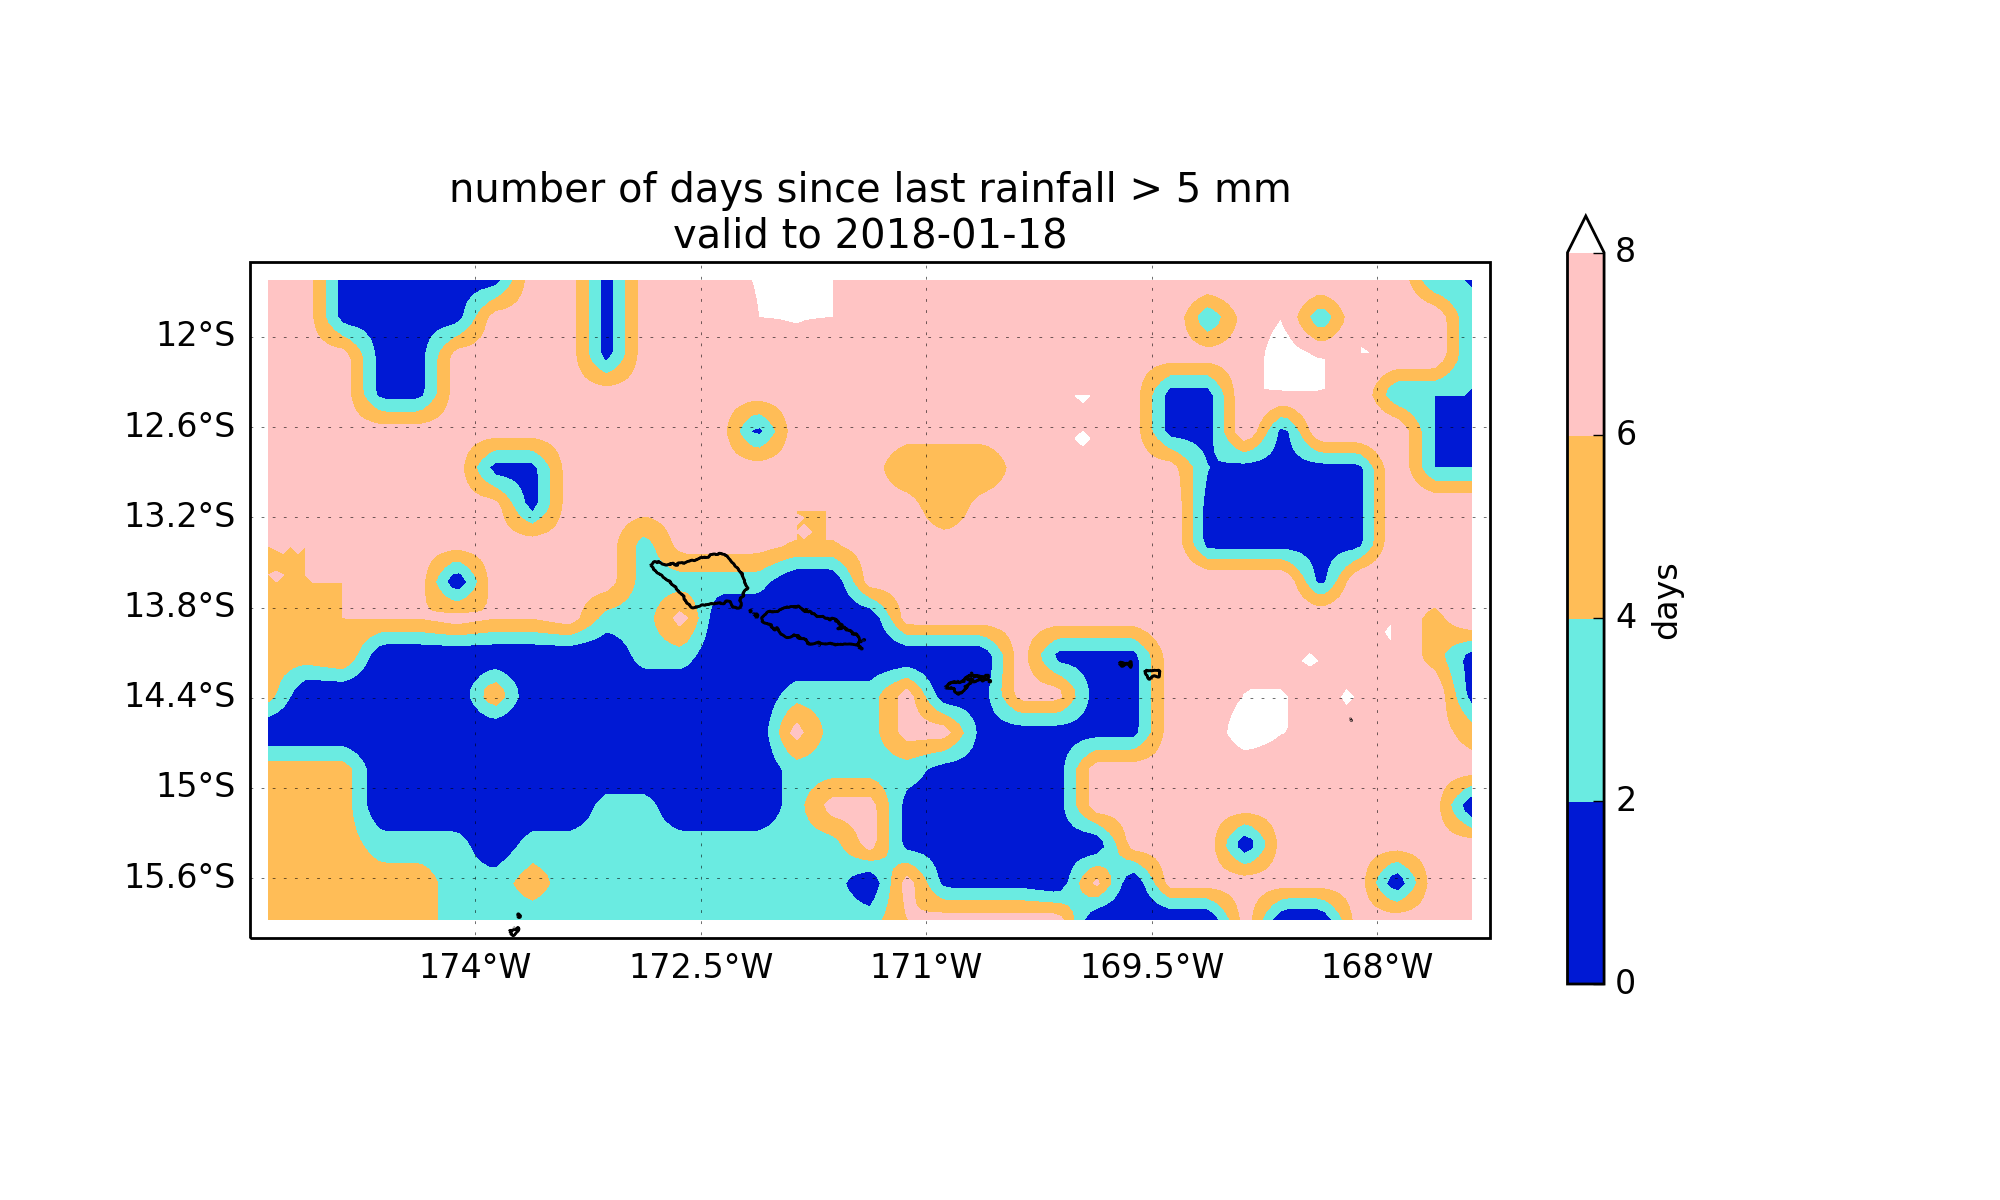 number of days since last rainfall > 5 mm
valid to 2018-01-18
12°S
12.6°S
13.2°S
13.8°S
14.4°S
15°S
15.6°S
174°W
172.5°W
171°W
169.5°W
168°W
8
6
4
2
0
days